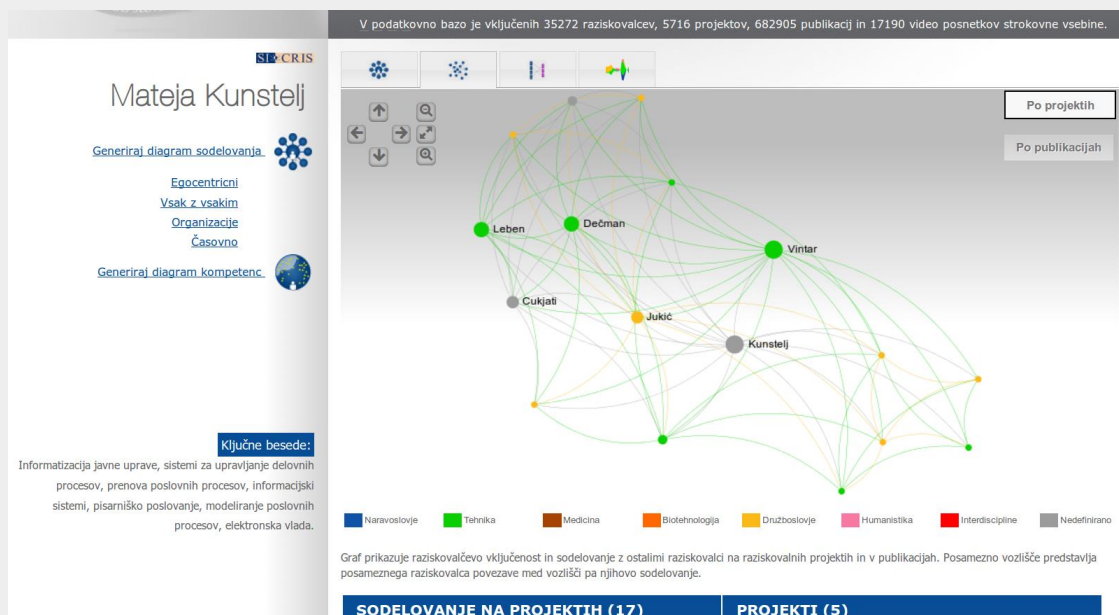 V podatkovno bazo je vključenih 35272 raziskovalcev, 5716 projektov, 682905 publikacij in 17190 video posnetkov strokovne vsebine.
SI CRIS
Mateja Kunstelj
Generiraj diagram sodelovanja
Egocentricni
Vsak z vsakim
Organizacije
Časovno
Generiraj diagram kompetenc
Ključne besede:
Informatizacija javne uprave, sistemi za upravljanje delovnih
procesov, prenova poslovnih procesov, informacijski
sistemi, pisarniško poslovanje, modeliranje poslovnih
procesov, elektronska vlada.
Po projektih
Po publikacijah
Leben
Dečman
Vintar
Cukjati
Jukić
Kunstelj
Naravoslovje
Tehnika
Medicina
Biotehnologija
Družboslovje
Humanistika
Interdiscipline
Nedefinirano
Graf prikazuje raziskovalčevo vključenost in sodelovanje z ostalimi raziskovalci na raziskovalnih projektih in v publikacijah. Posamezno vozlišče predstavlja
posameznega raziskovalca povezave med vozlišči pa njihovo sodelovanje.
SODELOVANJE NA PROJEKTIH (17)
PROJEKTI (5)